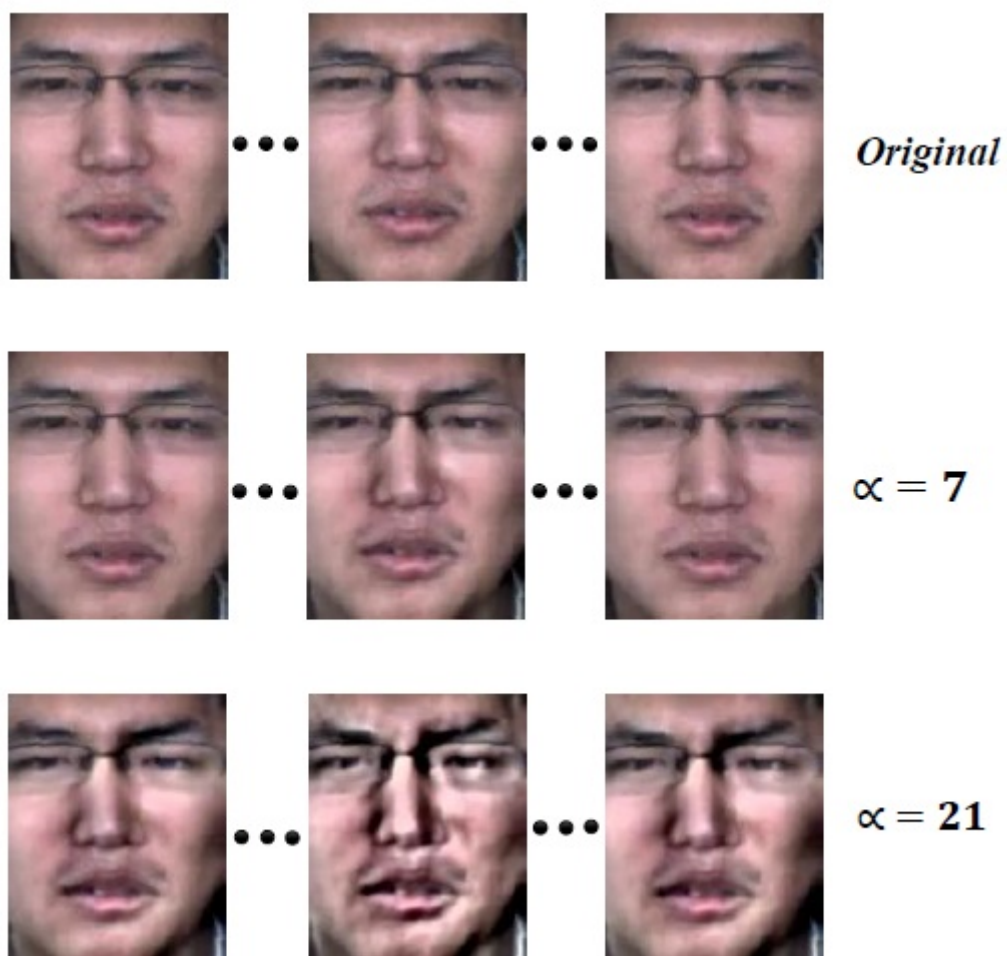 Original
∝ = 7
∝ = 21